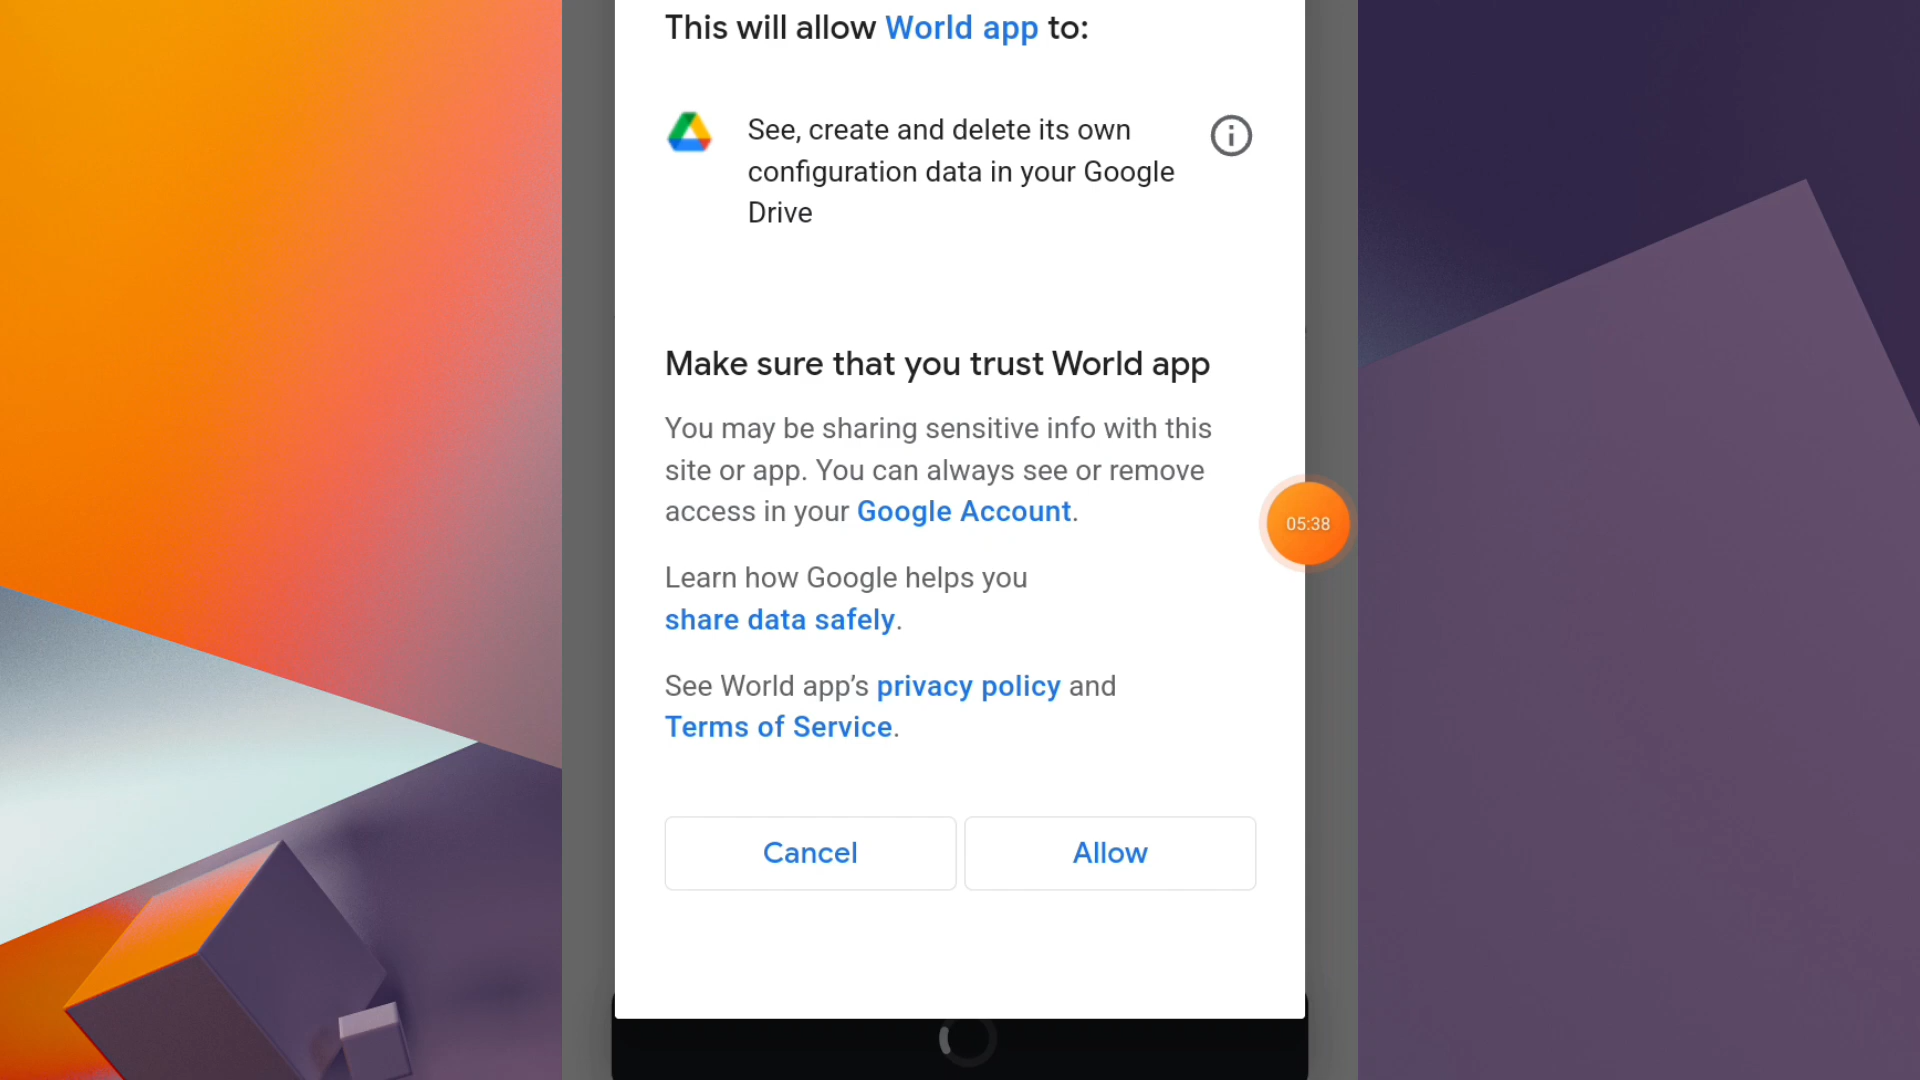 This will allow World app to:
See, create and delete its own
configuration data in your Google
Drive
Make sure that you trust World app
You may be sharing sensitive info with this
site or app. You can always see or remove
access in your Google Account.
05:38
Learn how Google helps you
share data safely.
See World app’s privacy policy and
Terms of Service.
Cancel
Allow